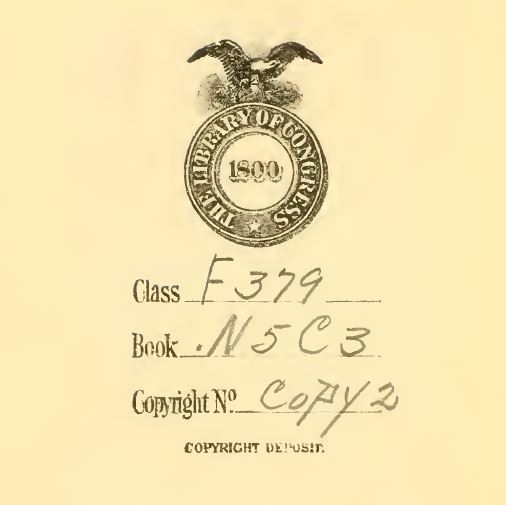 THE LIBRARY OF CONGRESS
1800
Class F379
Book .N5C3
Copyright Nº COPY 2
COPYRIGHT DEPOSIT.